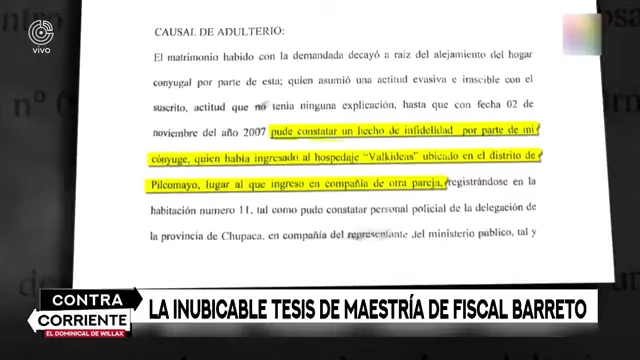 vivo
CAUSAL DE ADULTERIO:
El matrimonio habido con la demandada decayó a raíz del alejamiento del hogar
conyugal por parte de esta; quien asumió una actitud evasiva e irascible con el
suscrito, actitud que no tenia ninguna explicación, hasta que con fecha 02 de
noviembre del año 2007 pude constatar un hecho de infidelidad por parte de mi
cónyuge, quien había ingresado al hospedaje "Valkideas" ubicado en el distrito de
Pilcomayo, lugar al que ingreso en compañía de otra pareja, registrándose en la
habitación numero 11, tal como pudo constatar personal policial de la delegación de
la provincia de Chupaca, en compañía del representante del ministerio publico, tal y
CONTRA
CORRIENTE
EL DOMINICAL DE WILLAX
LA INUBICABLE TESIS DE MAESTRÍA DE FISCAL BARRETO